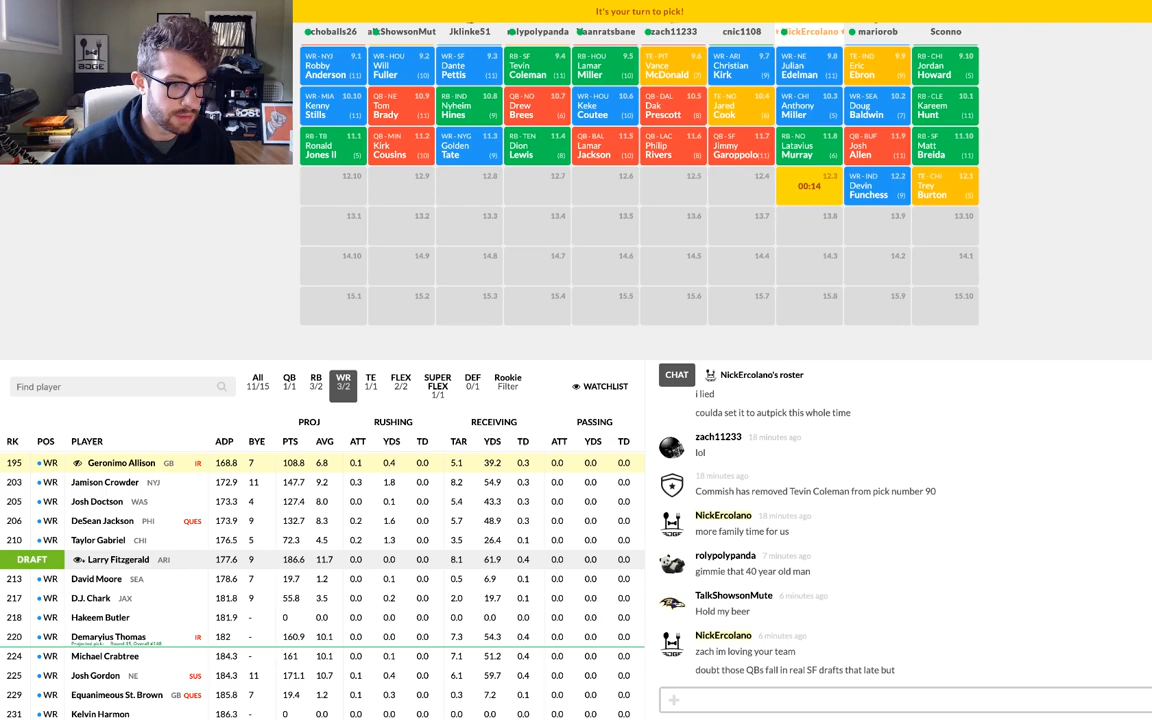 It's your turn to pick!
choballs26 alkShowsonMut Jklinke51 olypolypanda aanratsbane zach11233 cnic1108 NickErcolano mariorob Sconno
WR - NYJ 9.1 WR - HOU 9.2 WR - SF 9.3 RB - SF 9.4 RB - HOU 9.5 TE - PIT 9.6 WR - ARI 9.7 WR - NE 9.8 TE - IND 9.9 RB - CHI 9.10
Robby Will Dante Tevin Lamar Vance Christian Julian Eric Jordan
Anderson (11) Fuller (10) Pettis (11) Coleman (11) Miller (10) McDonald (7) Kirk (9) Edelman (11) Ebron (9) Howard (5)
WR - MIA 10.10 QB - NE 10.9 RB - IND 10.8 QB - NO 10.7 WR - HOU 10.6 QB - DAL 10.5 TE - NO 10.4 WR - CHI 10.3 WR - SEA 10.2 RB - CLE 10.1
Kenny Tom Nyheim Drew Keke Dak Jared Anthony Doug Kareem
Stills (11) Brady (11) Hines (9) Brees (6) Coutee (10) Prescott (8) Cook (6) Miller (5) Baldwin (7) Hunt (11)
RB - TB 11.1 QB - MIN 11.2 WR - NYG 11.3 RB - TEN 11.4 QB - BAL 11.5 QB - LAC 11.6 QB - SF 11.7 RB - NO 11.8 QB - BUF 11.9 RB - SF 11.10
Ronald Kirk Golden Dion Lamar Philip Jimmy Latavius Josh Matt
Jones II (5) Cousins (10) Tate (9) Lewis (8) Jackson (10) Rivers (8) Garoppolo(11) Murray (6) Allen (11) Breida (11)
12.10 12.9 12.8 12.7 12.6 12.5 12.4 12.3 WR - IND 12.2 TE - CHI 12.1
00:14 Devin Trey
Funchess (9) Burton (5)
13.1 13.2 13.3 13.4 13.5 13.6 13.7 13.8 13.9 13.10
14.10 14.9 14.8 14.7 14.6 14.5 14.4 14.3 14.2 14.1
15.1 15.2 15.3 15.4 15.5 15.6 15.7 15.8 15.9 15.10
Find player
All QB RB WR TE FLEX SUPER FLEX DEF Rookie
11/15 1/1 3/2 3/2 1/1 2/2 1/1 0/1 Filter
WATCHLIST
PROJ RUSHING RECEIVING PASSING
RK POS PLAYER ADP BYE PTS AVG ATT YDS TD TAR YDS TD ATT YDS TD
195 WR Geronimo Allison GB IR 168.8 7 108.8 6.8 0.1 0.4 0.0 5.1 39.2 0.3 0.0 0.0 0.0
203 WR Jamison Crowder NYJ 172.9 11 147.7 9.2 0.3 1.8 0.0 8.2 54.9 0.3 0.0 0.0 0.0
205 WR Josh Doctson WAS 173.3 4 127.4 8.0 0.0 0.1 0.0 5.4 43.3 0.3 0.0 0.0 0.0
206 WR DeSean Jackson PHI QUES 173.9 9 132.7 8.3 0.2 1.6 0.0 5.7 48.9 0.3 0.0 0.0 0.0
210 WR Taylor Gabriel CHI 176.5 5 72.3 4.5 0.2 1.3 0.0 3.5 26.4 0.1 0.0 0.0 0.0
DRAFT Larry Fitzgerald ARI 177.6 9 186.6 11.7 0.0 0.0 0.0 8.1 61.9 0.4 0.0 0.0 0.0
213 WR David Moore SEA 178.6 7 19.7 1.2 0.0 0.1 0.0 0.5 6.9 0.1 0.0 0.0 0.0
217 WR D.J. Chark JAX 181.8 9 55.8 3.5 0.0 0.2 0.0 2.0 19.7 0.1 0.0 0.0 0.0
218 WR Hakeem Butler 181.9 - 0 0.0 0.0 0.0 0.0 0.0 0.0 0.0 0.0 0.0 0.0
220 WR Demaryius Thomas IR 182 - 160.9 10.1 0.0 0.0 0.0 7.3 54.3 0.4 0.0 0.0 0.0
224 WR Michael Crabtree 184.3 - 161 10.1 0.0 0.1 0.0 7.1 51.2 0.4 0.0 0.0 0.0
225 WR Josh Gordon NE SUS 184.3 11 171.1 10.7 0.1 0.4 0.0 6.1 59.7 0.4 0.0 0.0 0.0
229 WR Equanimeous St. Brown GB QUES 185.8 7 19.4 1.2 0.1 0.3 0.0 0.3 7.2 0.1 0.0 0.0 0.0
231 WR Kelvin Harmon 186.3 - 0 0.0 0.0 0.0 0.0 0.0 0.0 0.0 0.0 0.0 0.0
CHAT NickErcolano's roster
i lied
coulda set it to autpick this whole time
zach11233 18 minutes ago
lol
18 minutes ago
Commish has removed Tevin Coleman from pick number 90
NickErcolano 18 minutes ago
more family time for us
rolypolypanda 7 minutes ago
gimmie that 40 year old man
TalkShowsonMute 6 minutes ago
Hold my beer
NickErcolano 6 minutes ago
zach im loving your team
doubt those QBs fall in real SF drafts that late but